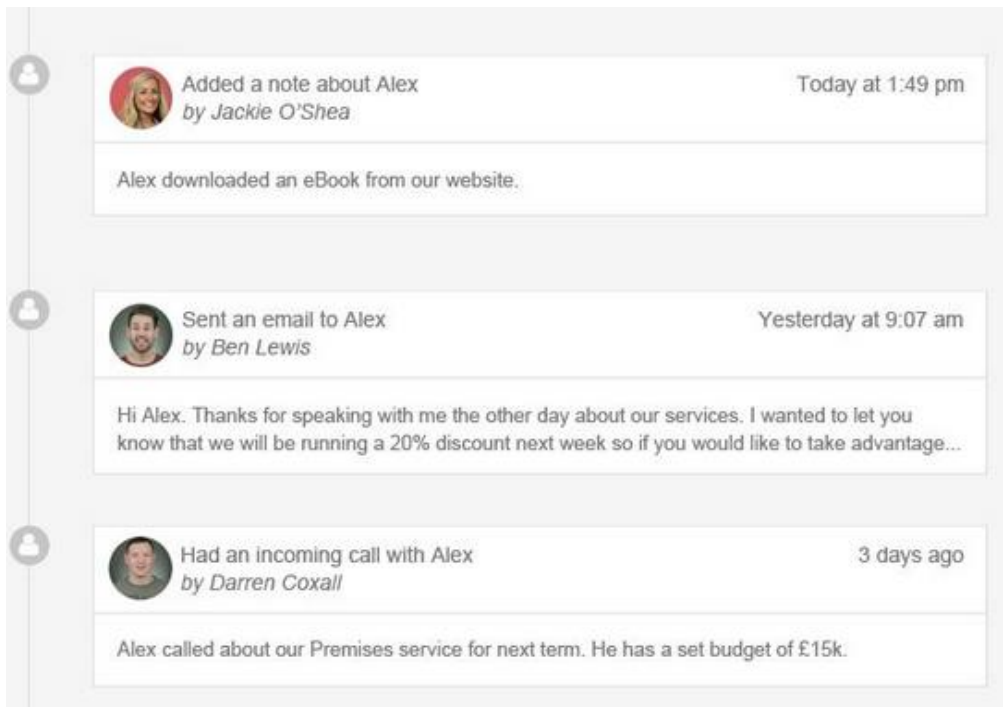 Added a note about Alex
Today at 1:49 pm
by Jackie O'Shea
Alex downloaded an eBook from our website.
Sent an email to Alex
Yesterday at 9:07 am
by Ben Lewis
Hi Alex. Thanks for speaking with me the other day about our services. I wanted to let you
know that we will be running a 20% discount next week so if you would like to take advantage...
Had an incoming call with Alex
3 days ago
by Darren Coxall
Alex called about our Premises service for next term. He has a set budget of £15k.